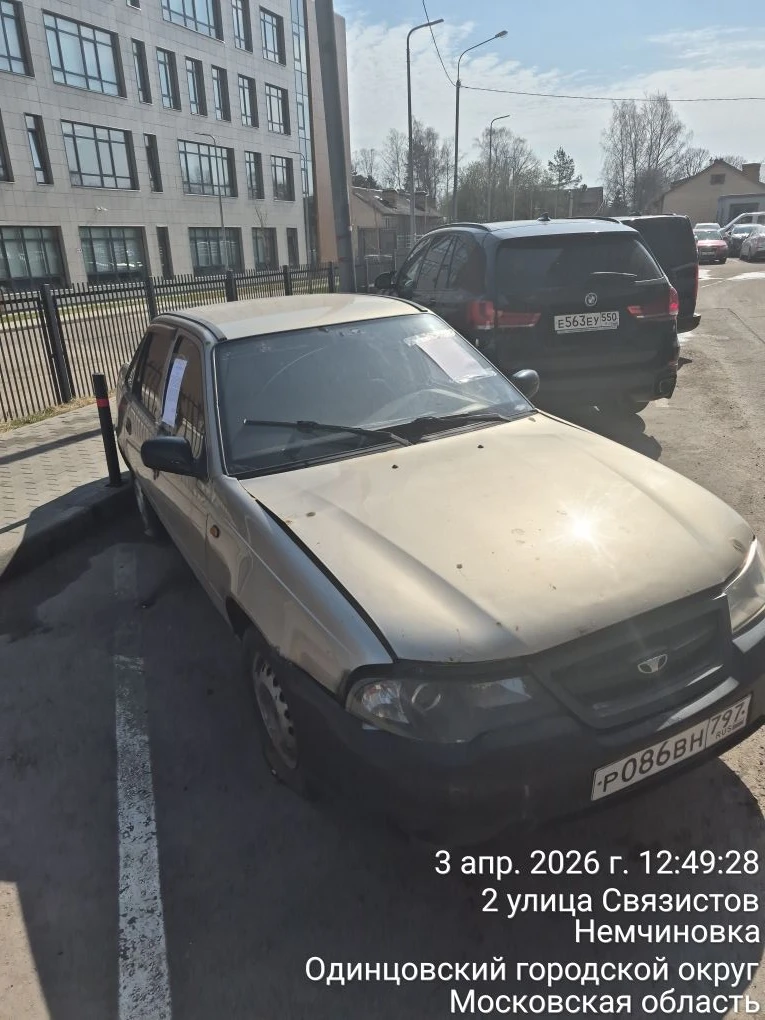 Е563ЕУ 550
Р086ВН 797
RUS
3 апр. 2026 г. 12:49:28
2 улица Связистов
Немчиновка
Одинцовский городской округ
Московская область